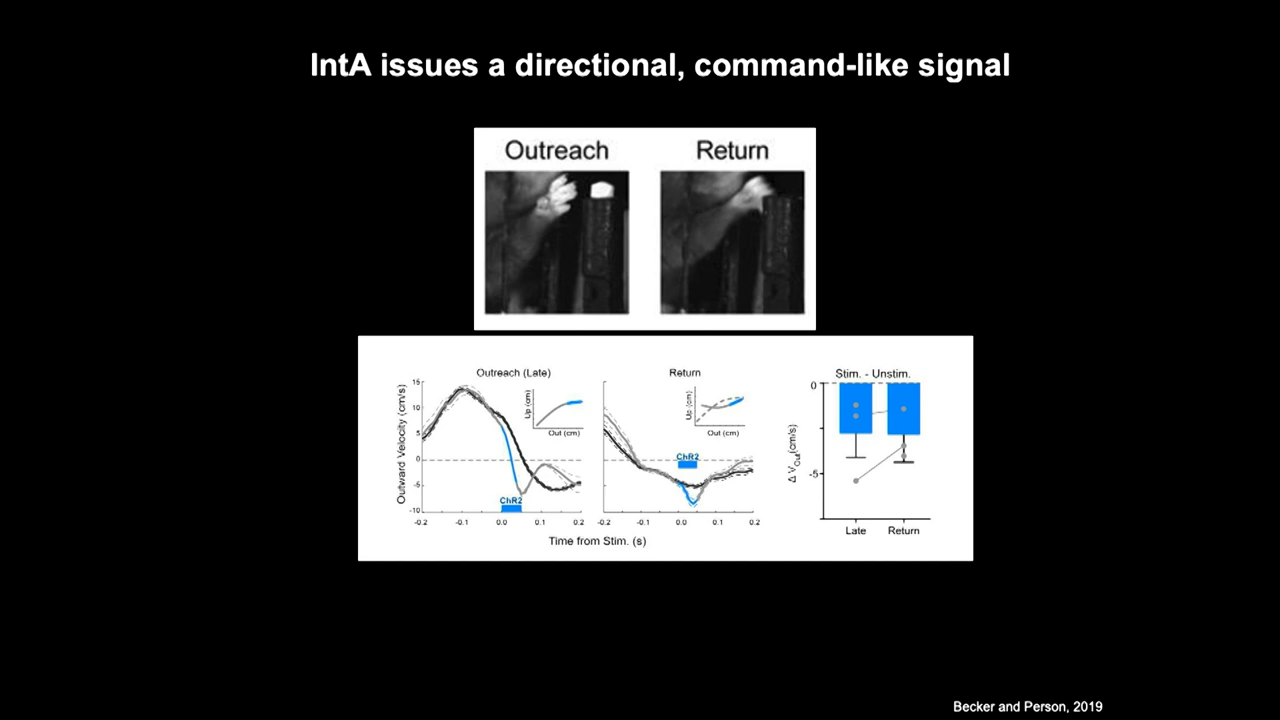 IntA issues a directional, command-like signal
Outreach
Return
Outreach (Late)
Outward Velocity (cm/s)
15
10
5
0
-5
-10
Up (cm)
Out (cm)
ChR2
-0.2
-0.1
0.0
0.1
0.2
Return
Up (cm)
Out (cm)
ChR2
-0.2
-0.1
0.0
0.1
0.2
Time from Stim. (s)
Stim. - Unstim.
Δ VOut(cm/s)
0
-5
Late
Return
Becker and Person, 2019